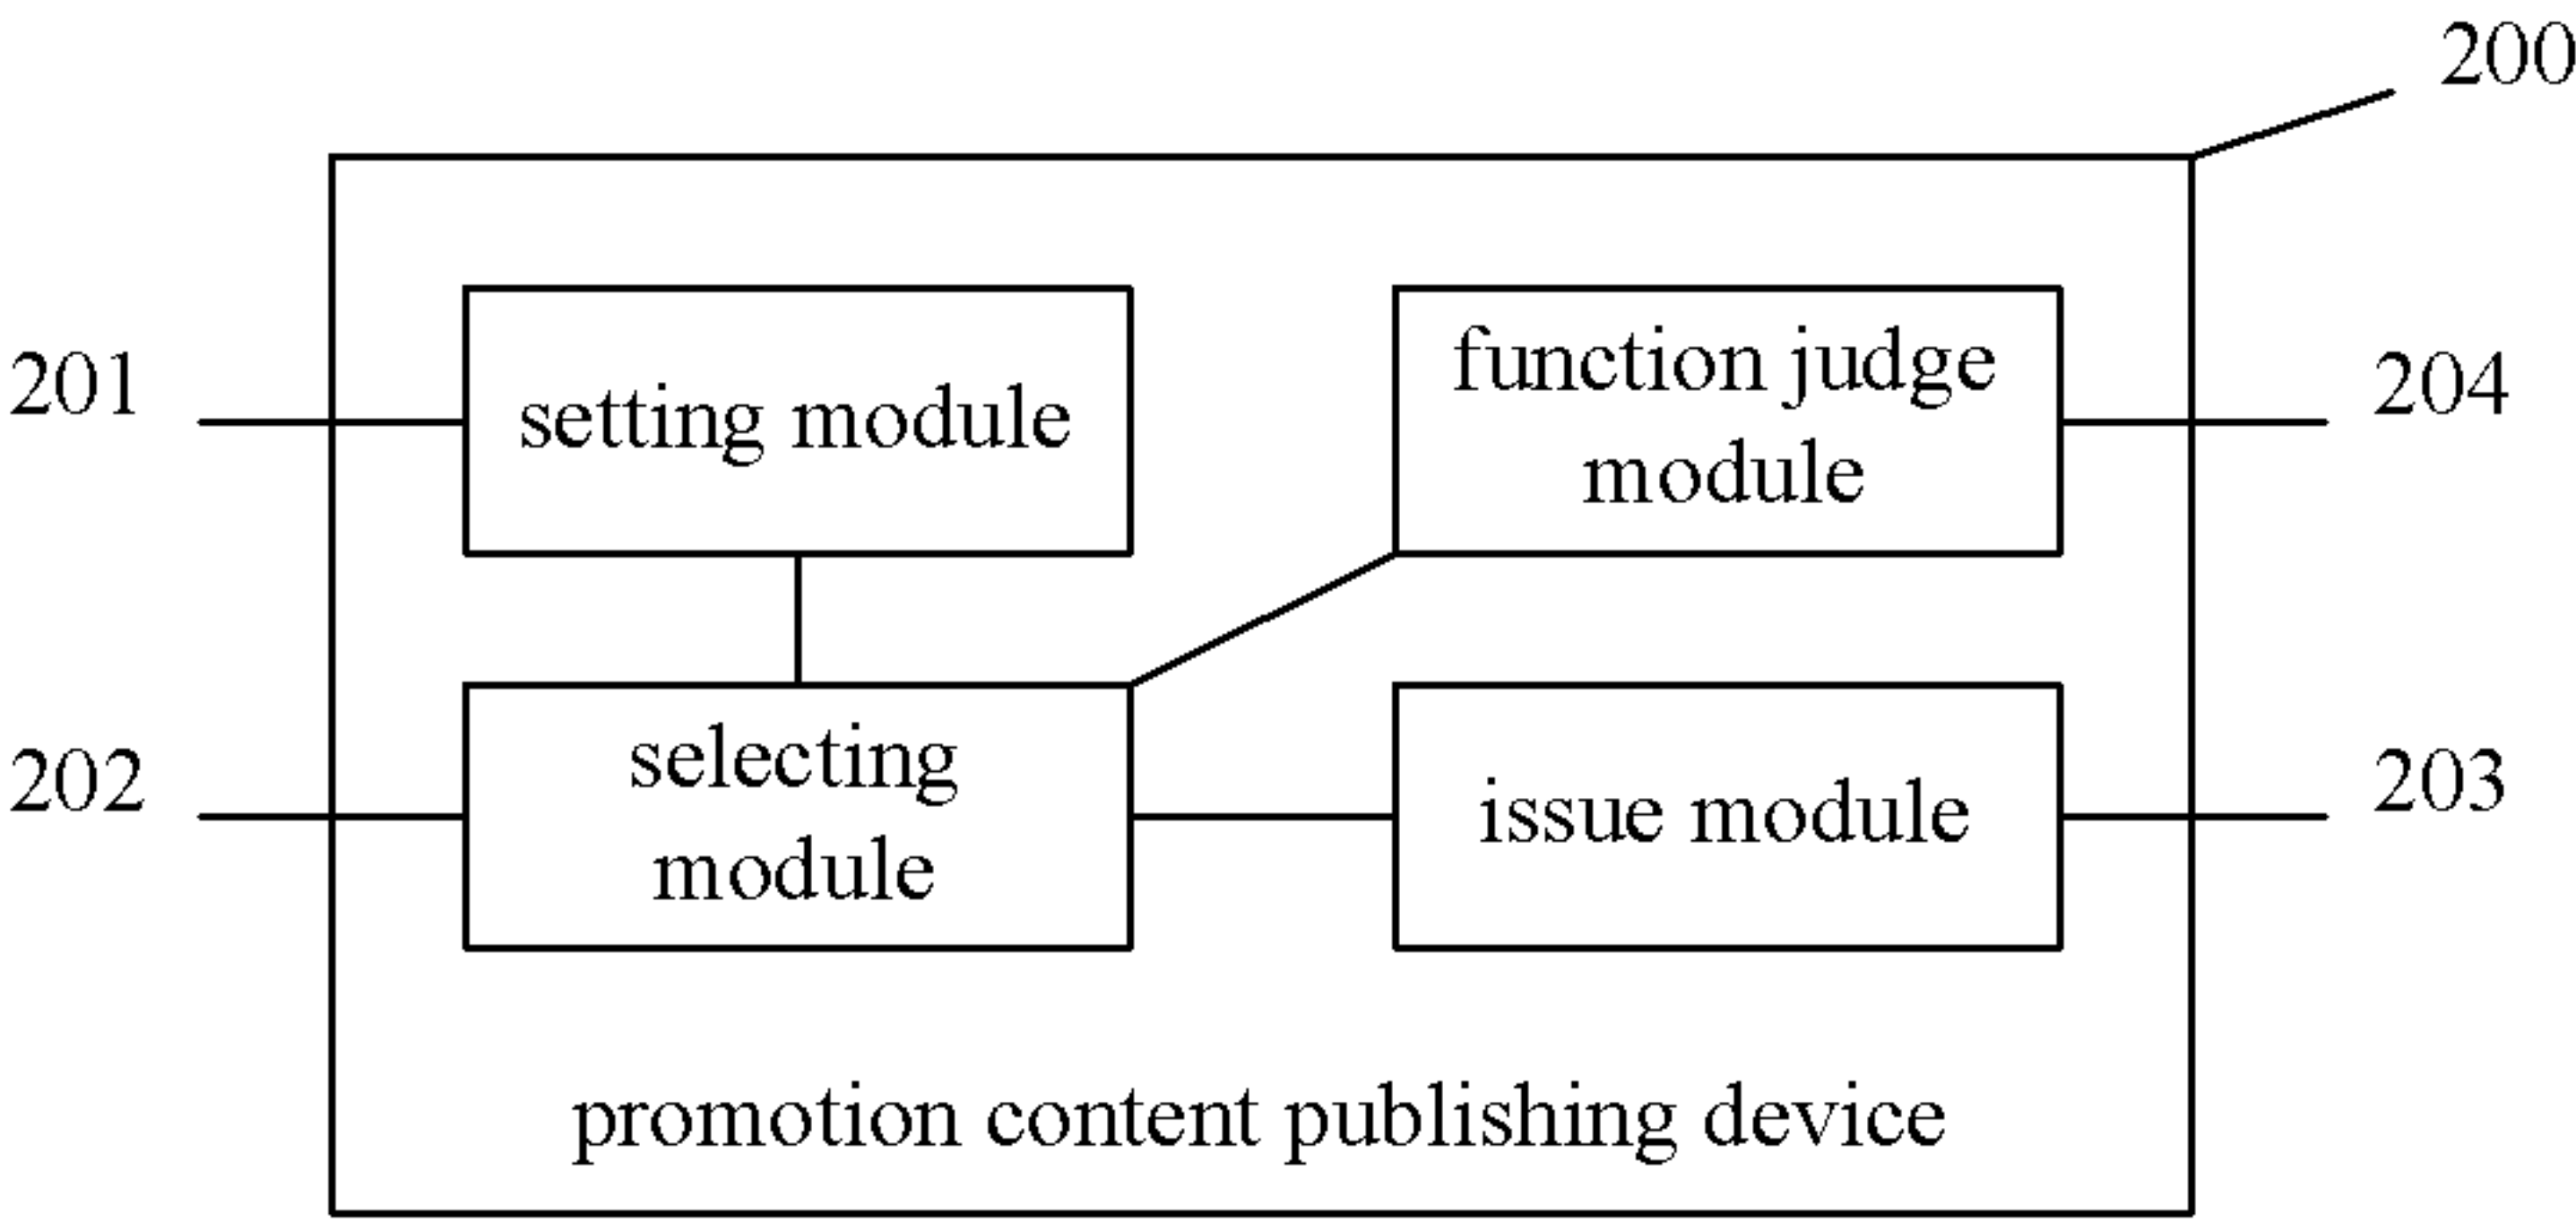 200
201
setting module
function judge
module
204
202
selecting
module
issue module
203
promotion content publishing device